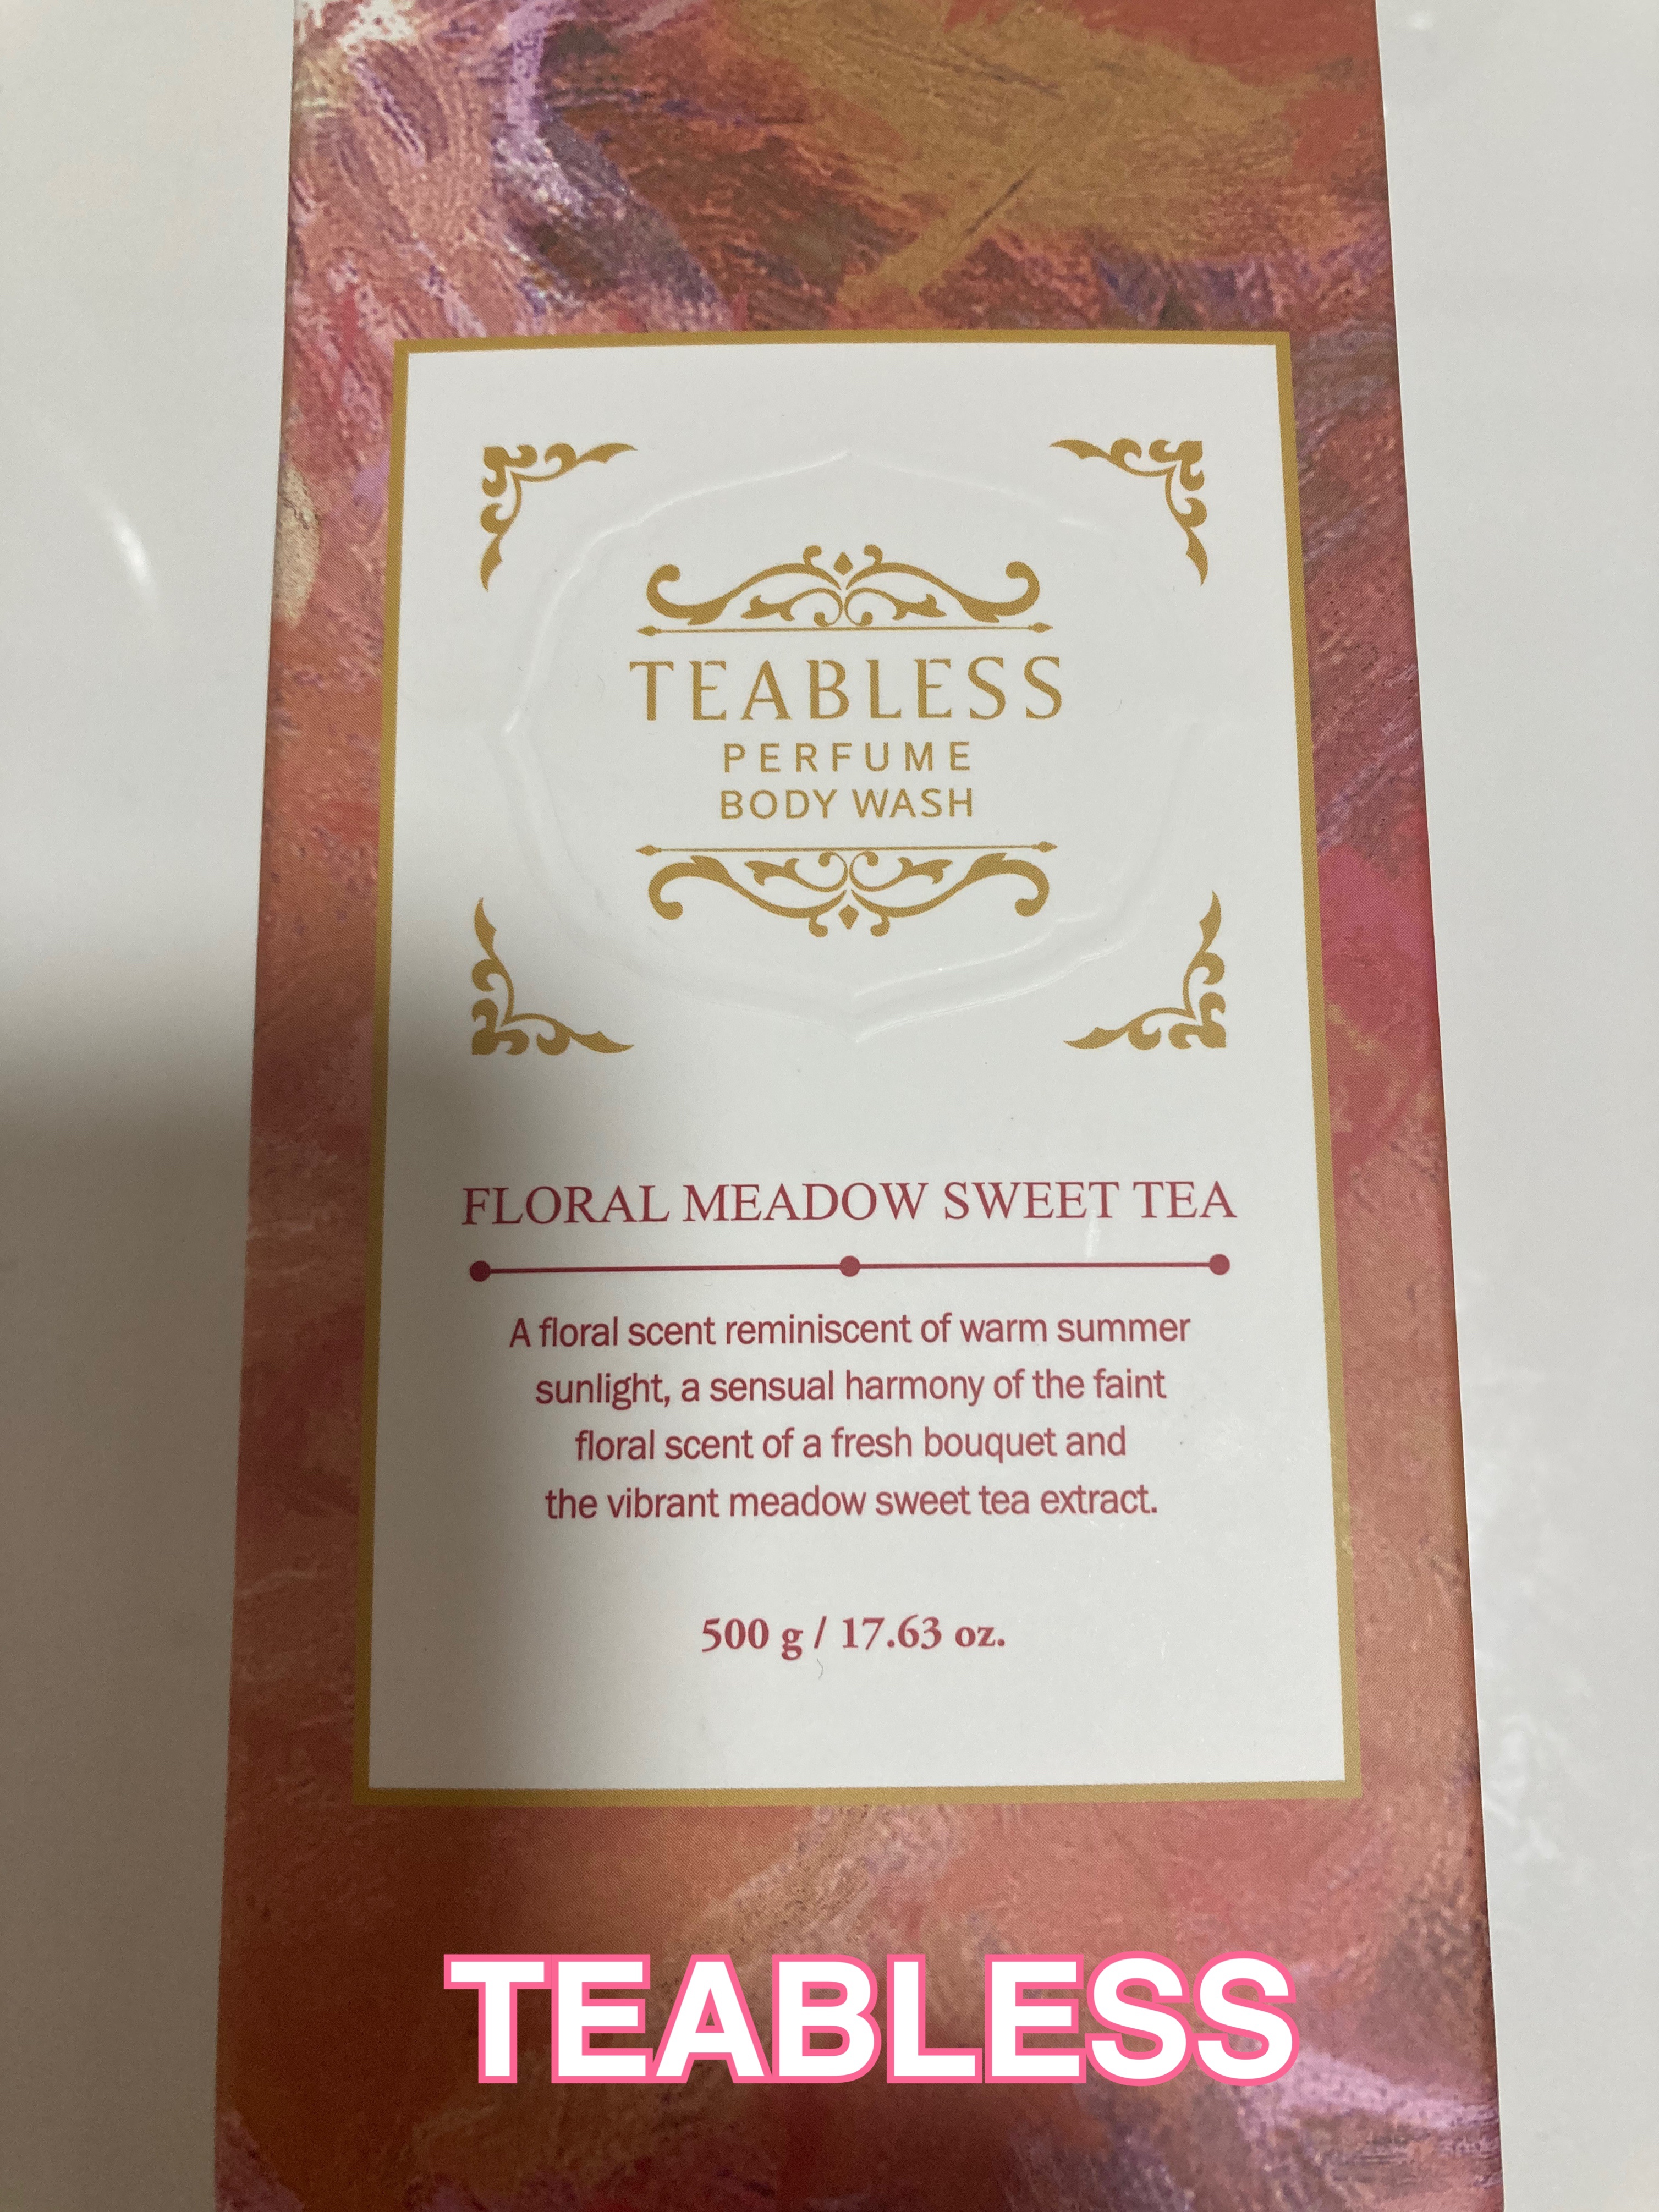 TEABLESS
PERFUME
BODY WASH
FLORAL MEADOW SWEET TEA
A floral scent reminiscent of warm summer
sunlight, a sensual harmony of the faint
floral scent of a fresh bouquet and
the vibrant meadow sweet tea extract.
500 g / 17.63 oz.
TEABLESS